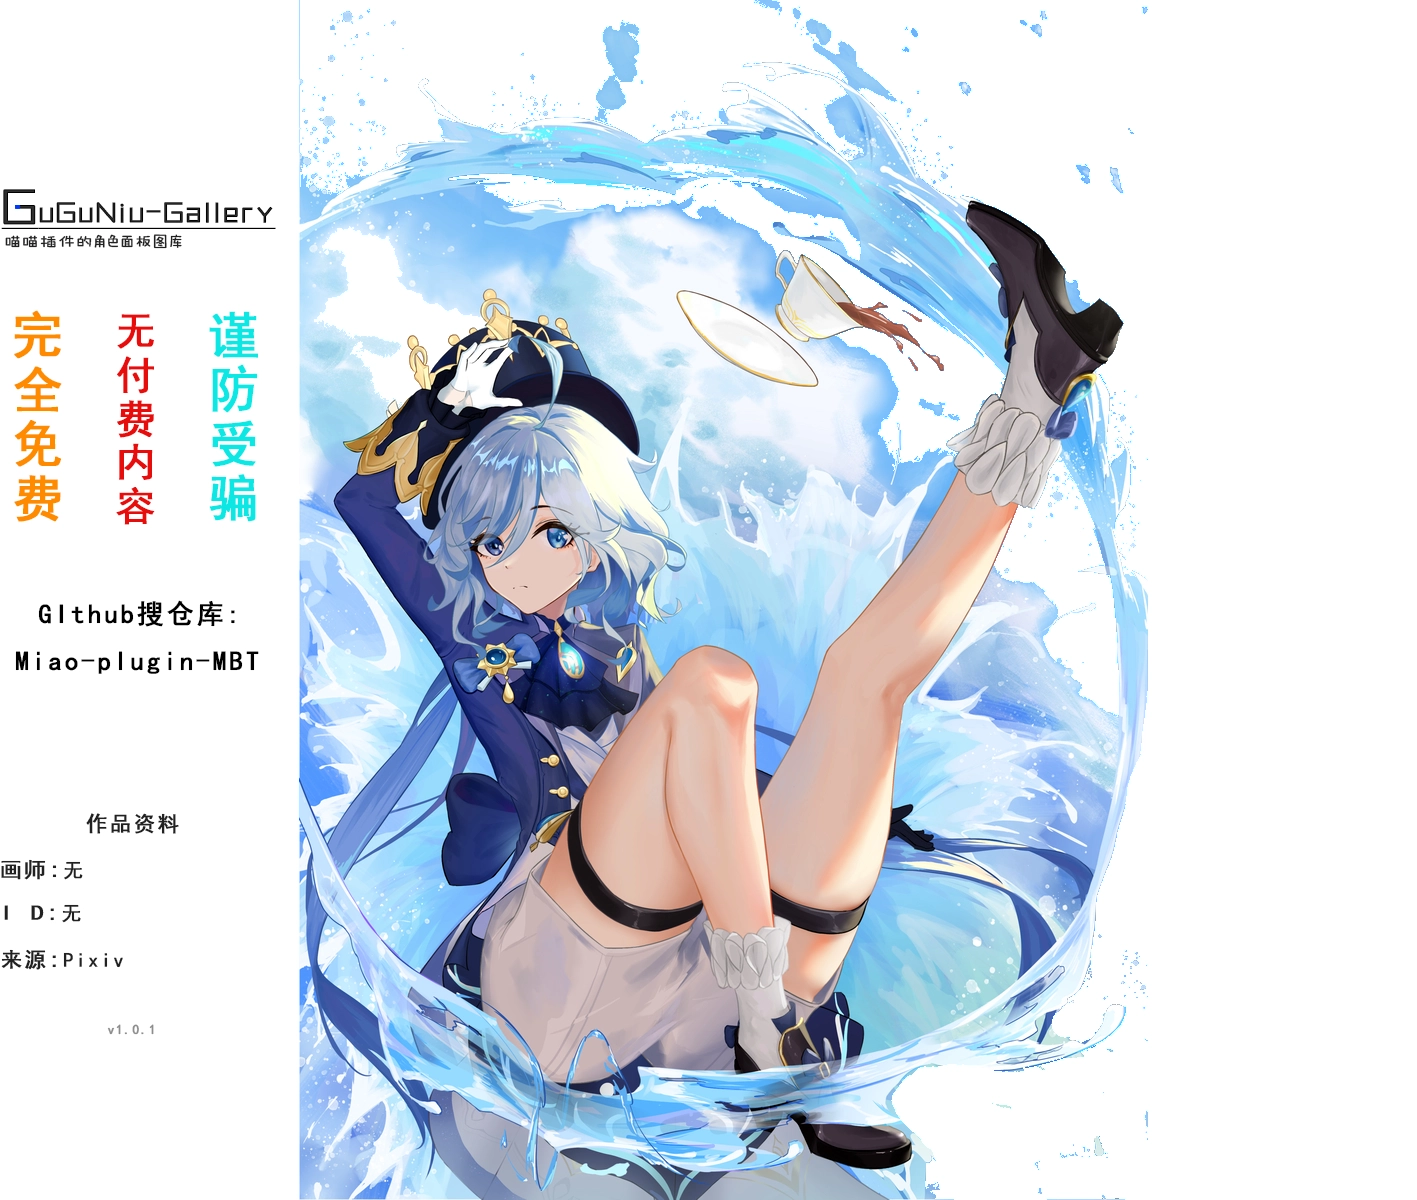 GuGuNiu-Gallery
喵喵插件的角色面板图库
完全免费
无付费内容
谨防受骗
GIthub搜仓库:
Miao-plugin-MBT
作品资料
画师:无
I D:无
来源:Pixiv
v1.0.1